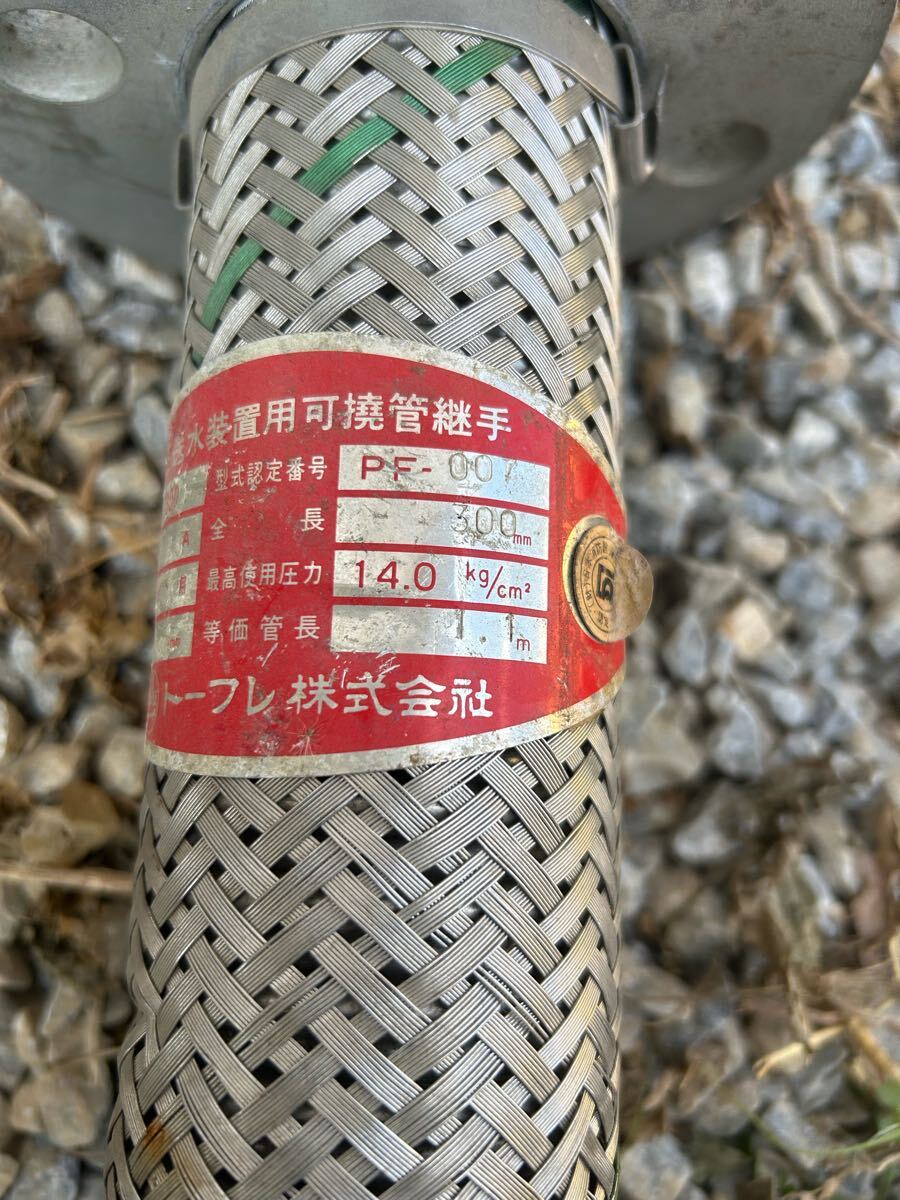 水装置用可撓管継手
型式認定番号 PF-007
A 全長 300mm
月 最高使用圧力 14.0 kg/cm²
等価管長 1.1m
トーフレ株式会社